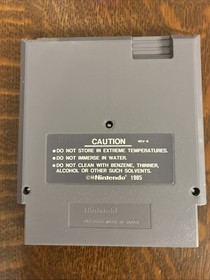 CAUTION
• DO NOT STORE IN EXTREME TEMPERATURES.
• DO NOT IMMERSE IN WATER.
• DO NOT CLEAN WITH BENZENE, THINNER,
ALCOHOL OR OTHER SUCH SOLVENTS.
©®Nintendo 1985
Nintendo